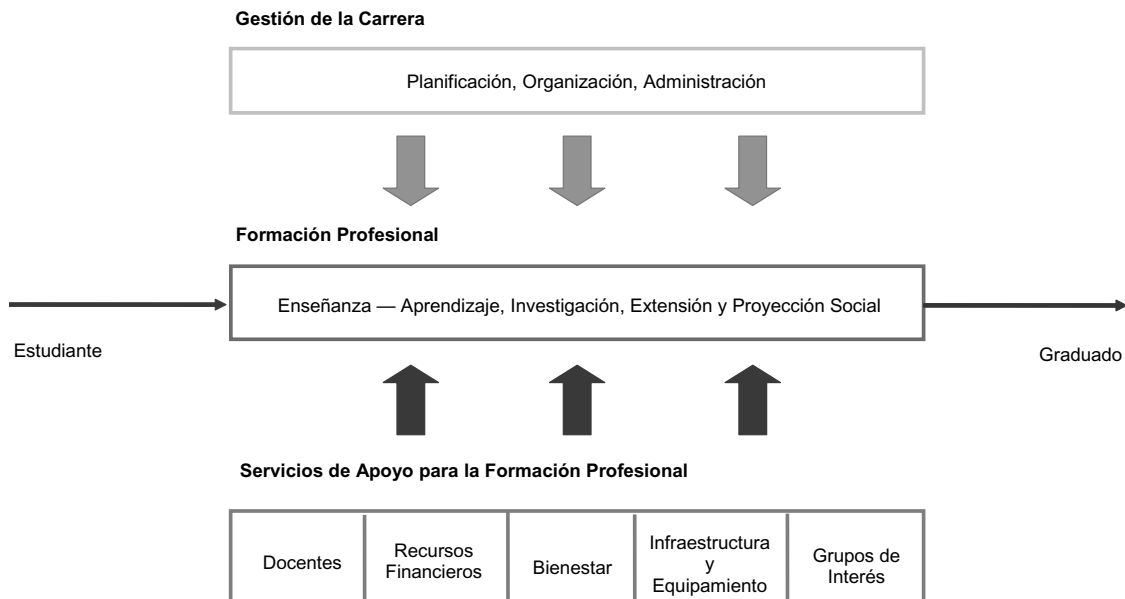 Gestión de la Carrera
Planificación, Organización, Administración
Formación Profesional
Enseñanza — Aprendizaje, Investigación, Extensión y Proyección Social
Estudiante
Graduado
Servicios de Apoyo para la Formación Profesional
Docentes
Recursos
Financieros
Bienestar
Infraestructura
y
Equipamiento
Grupos de
Interés